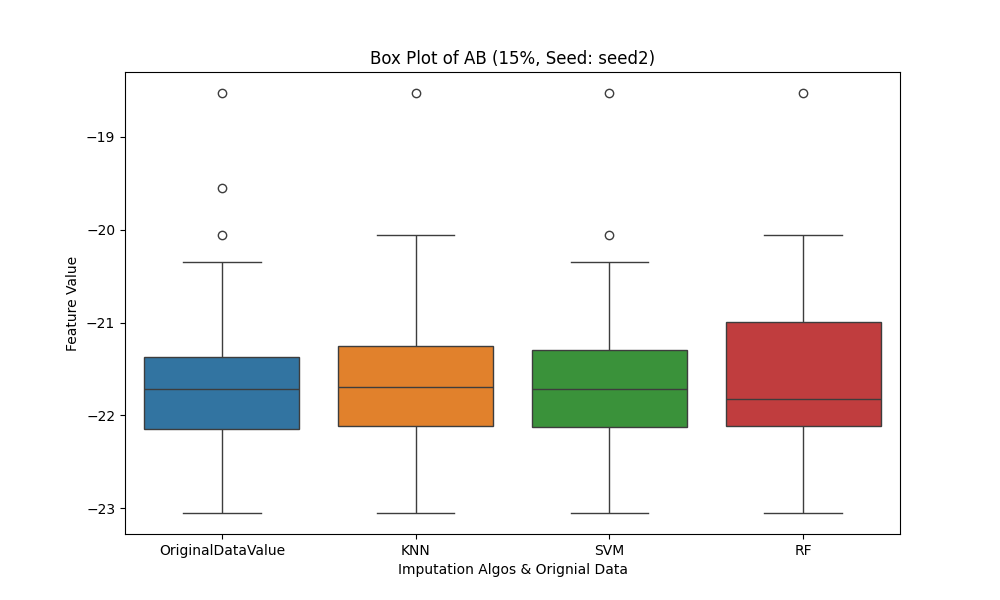 Box Plot of AB (15%, Seed: seed2)
Feature Value
−19
−20
−21
−22
−23
OriginalDataValue
KNN
SVM
RF
Imputation Algos & Orignial Data